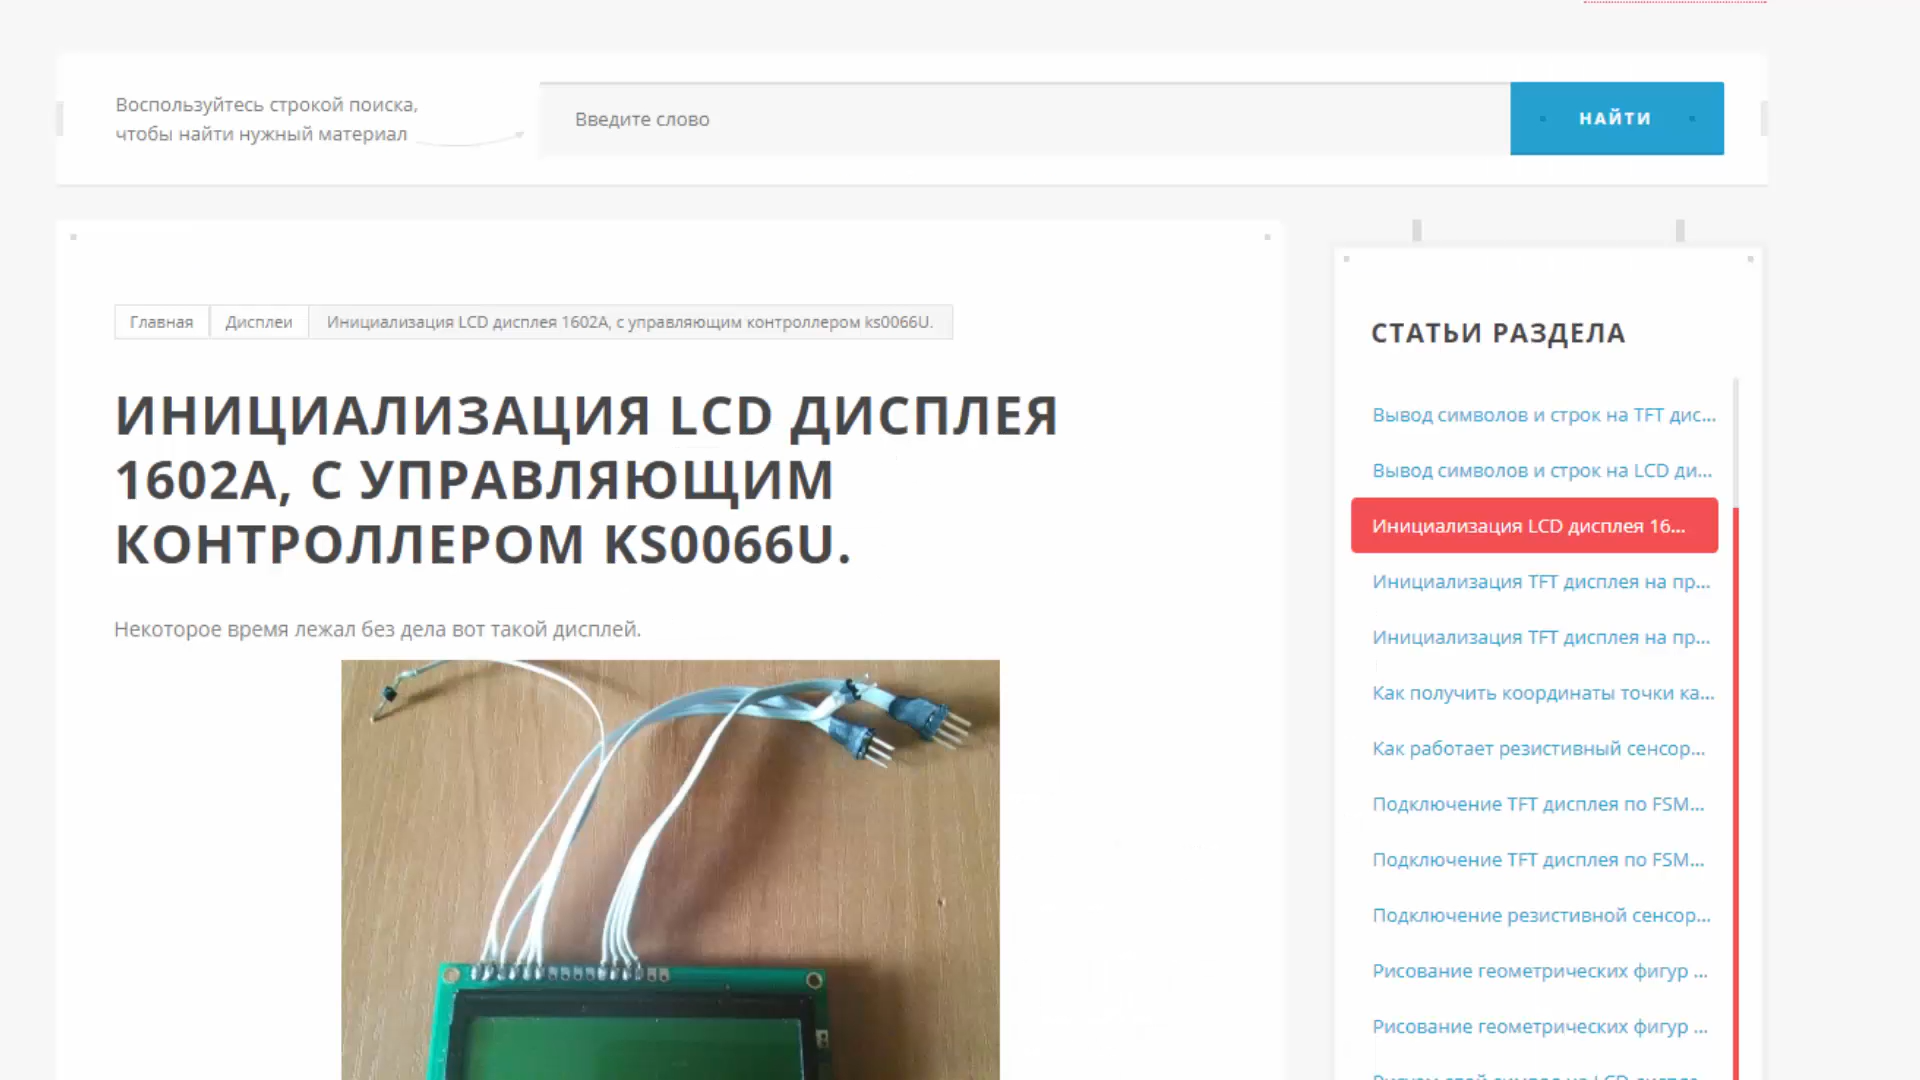 Воспользуйтесь строкой поиска,
чтобы найти нужный материал
Введите слово
НАЙТИ
Главная
Дисплеи
Инициализация LCD дисплея 1602A, с управляющим контроллером ks0066U.
ИНИЦИАЛИЗАЦИЯ LCD ДИСПЛЕЯ
1602A, С УПРАВЛЯЮЩИМ
КОНТРОЛЛЕРОМ KS0066U.
Некоторое время лежал без дела вот такой дисплей.
СТАТЬИ РАЗДЕЛА
Вывод символов и строк на TFT дис...
Вывод символов и строк на LCD ди...
Инициализация LCD дисплея 16...
Инициализация TFT дисплея на пр...
Инициализация TFT дисплея на пр...
Как получить координаты точки ка...
Как работает резистивный сенсор...
Подключение TFT дисплея по FSM...
Подключение TFT дисплея по FSM...
Подключение резистивной сенсор...
Рисование геометрических фигур ...
Рисование геометрических фигур ...